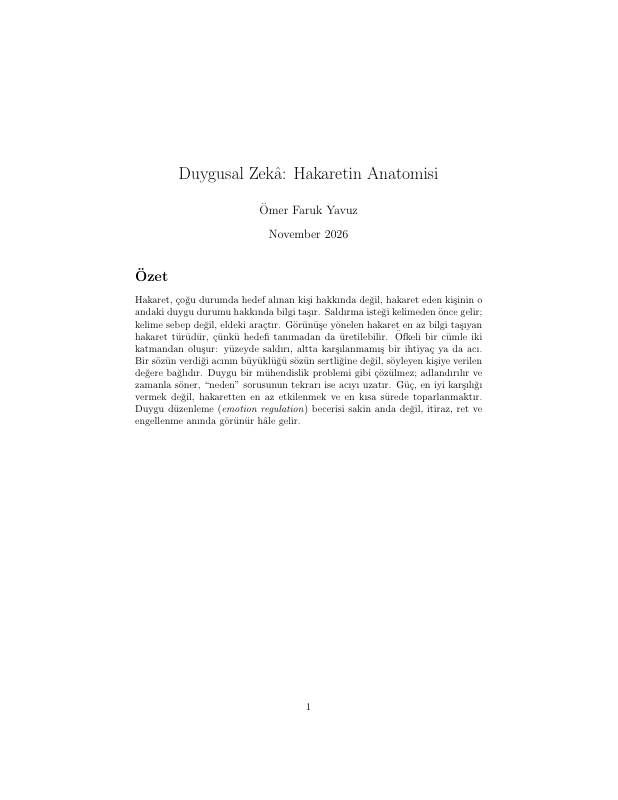 Duygusal Zekâ: Hakaretin Anatomisi
Ömer Faruk Yavuz
November 2026
Özet
Hakaret, çoğu durumda hedef alınan kişi hakkında değil, hakaret eden kişinin o
andaki duygu durumu hakkında bilgi taşır. Saldırma isteği kelimeden önce gelir;
kelime sebep değil, eldeki araçtır. Görünüşe yönelen hakaret en az bilgi taşıyan
hakaret türüdür, çünkü hedefi tanımadan da üretilebilir. Öfkeli bir cümle iki
katmandan oluşur: yüzeyde saldırı, altta karşılanmamış bir ihtiyaç ya da acı.
Bir sözün verdiği acının büyüklüğü sözün sertliğine değil, söyleyen kişiye verilen
değere bağlıdır. Duygu bir mühendislik problemi gibi çözülmez; adlandırılır ve
zamanla söner, “neden” sorusunun tekrarı ise acıyı uzatır. Güç, en iyi karşılığı
vermek değil, hakaretten en az etkilenmek ve en kısa sürede toparlanmaktır.
Duygu düzenleme (emotion regulation) becerisi sakin anda değil, itiraz, ret ve
engellenme anında görünür hâle gelir.
1